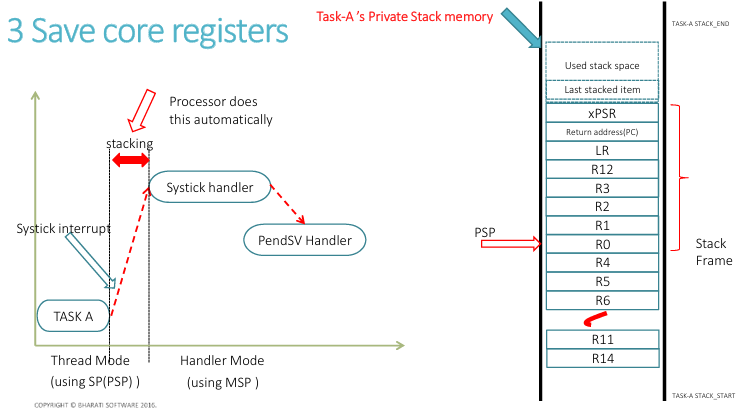 3 Save core registers
Task-A 's Private Stack memory
TASK-A STACK_END
Processor does
this automatically
stacking
Systick handler
Systick interrupt
PendSV Handler
TASK A
Thread Mode
(using SP(PSP) )
Handler Mode
(using MSP )
Used stack space
Last stacked item
xPSR
Return address(PC)
LR
R12
R3
R2
R1
PSP
R0
R4
R5
R6
R11
R14
Stack
Frame
TASK-A STACK_START
COPYRIGHT © BHARATI SOFTWARE 2016.